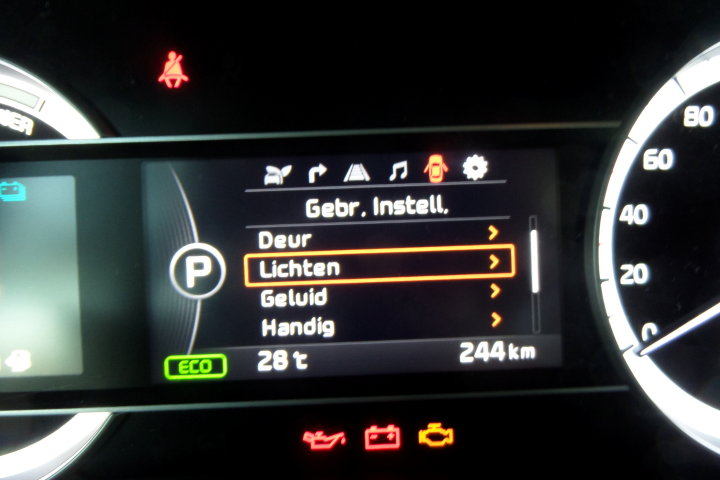 80
60
Gebr. Instell.
Deur
40
Lichten
P
20
Geluid
Handig
0
ECO
28°c
244 km